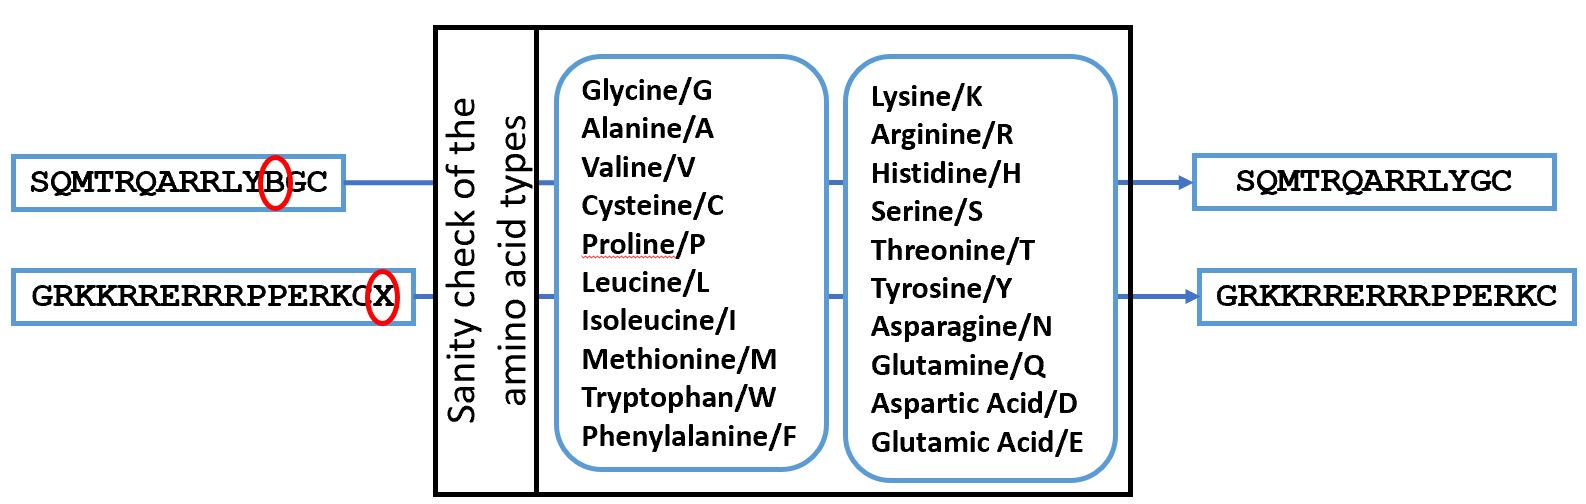 SQMTRQARRLYBGC
GRKKRRERRRPPERKCX
Sanity check of the
amino acid types
Glycine/G
Alanine/A
Valine/V
Cysteine/C
Proline/P
Leucine/L
Isoleucine/I
Methionine/M
Tryptophan/W
Phenylalanine/F
Lysine/K
Arginine/R
Histidine/H
Serine/S
Threonine/T
Tyrosine/Y
Asparagine/N
Glutamine/Q
Aspartic Acid/D
Glutamic Acid/E
SQMTRQARRLYGC
GRKKRRERRRPPERKC